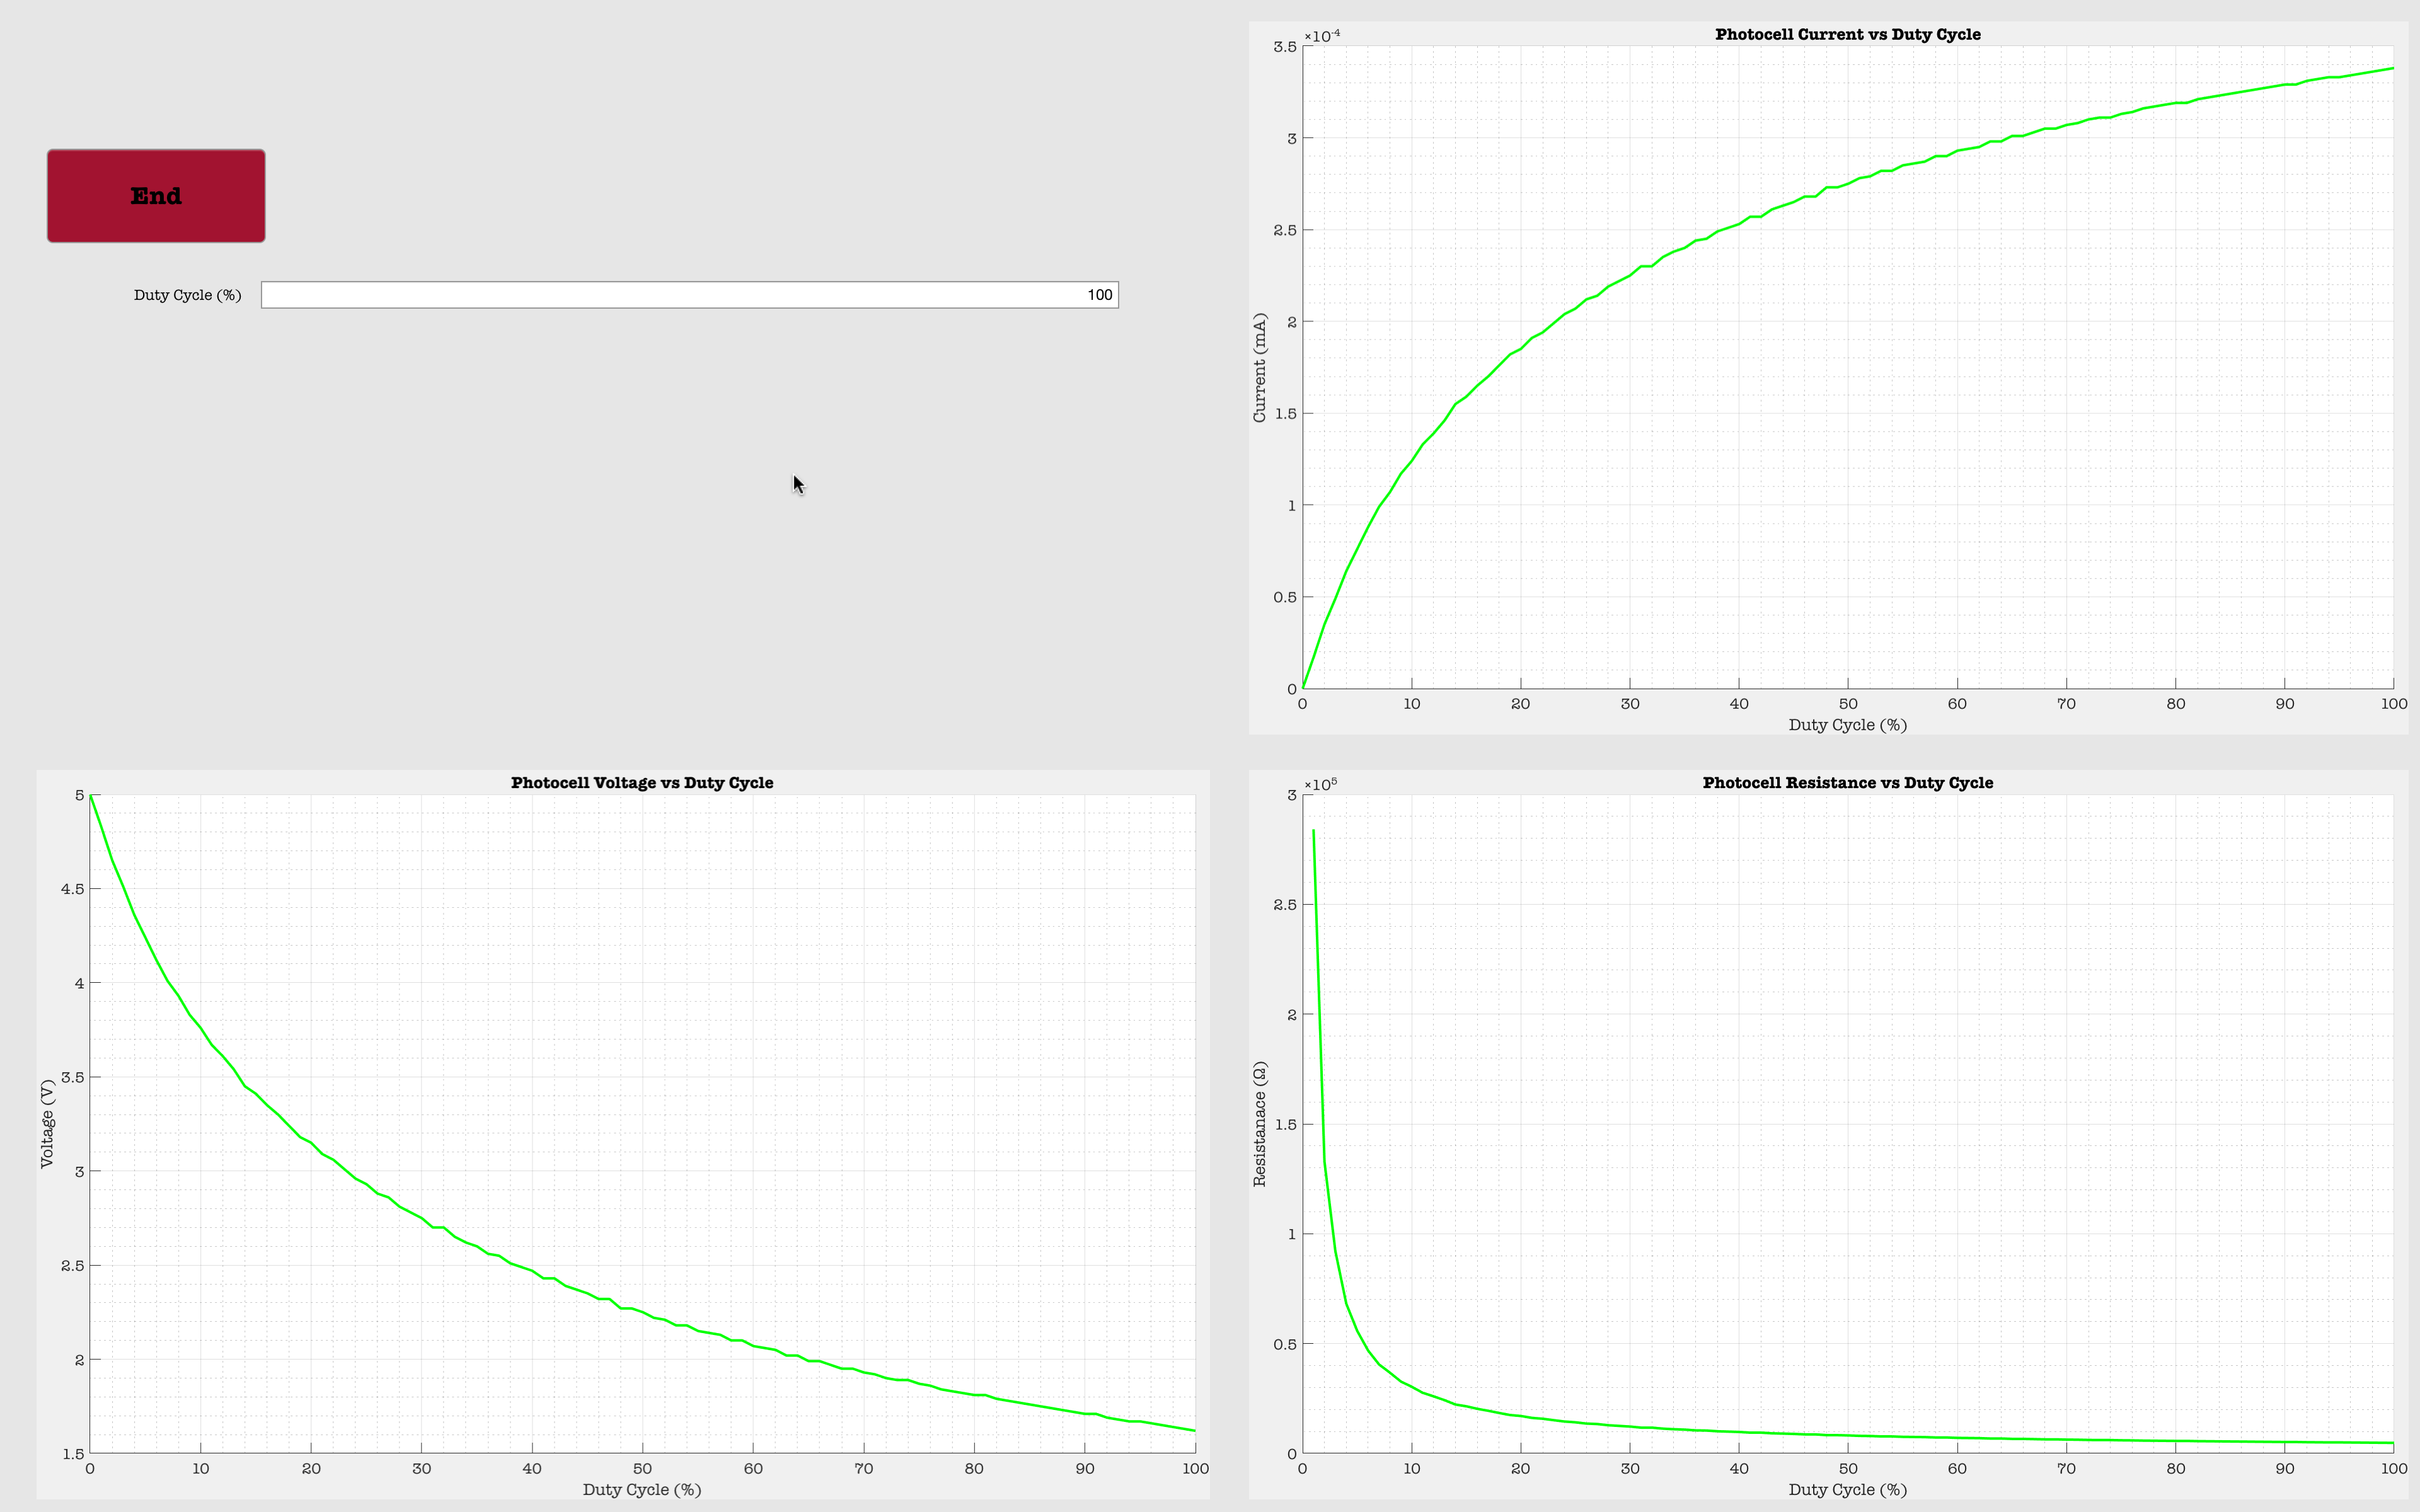 End
Duty Cycle (%)
100
Photocell Current vs Duty Cycle
×10⁻⁴
3.5
3
2.5
2
1.5
1
0.5
0
Current (mA)
0 10 20 30 40 50 60 70 80 90 100
Duty Cycle (%)
Photocell Voltage vs Duty Cycle
5
4.5
4
3.5
3
2.5
2
1.5
Voltage (V)
0 10 20 30 40 50 60 70 80 90 100
Duty Cycle (%)
Photocell Resistance vs Duty Cycle
×10⁵
3
2.5
2
1.5
1
0.5
0
Resistanace (Ω)
0 10 20 30 40 50 60 70 80 90 100
Duty Cycle (%)